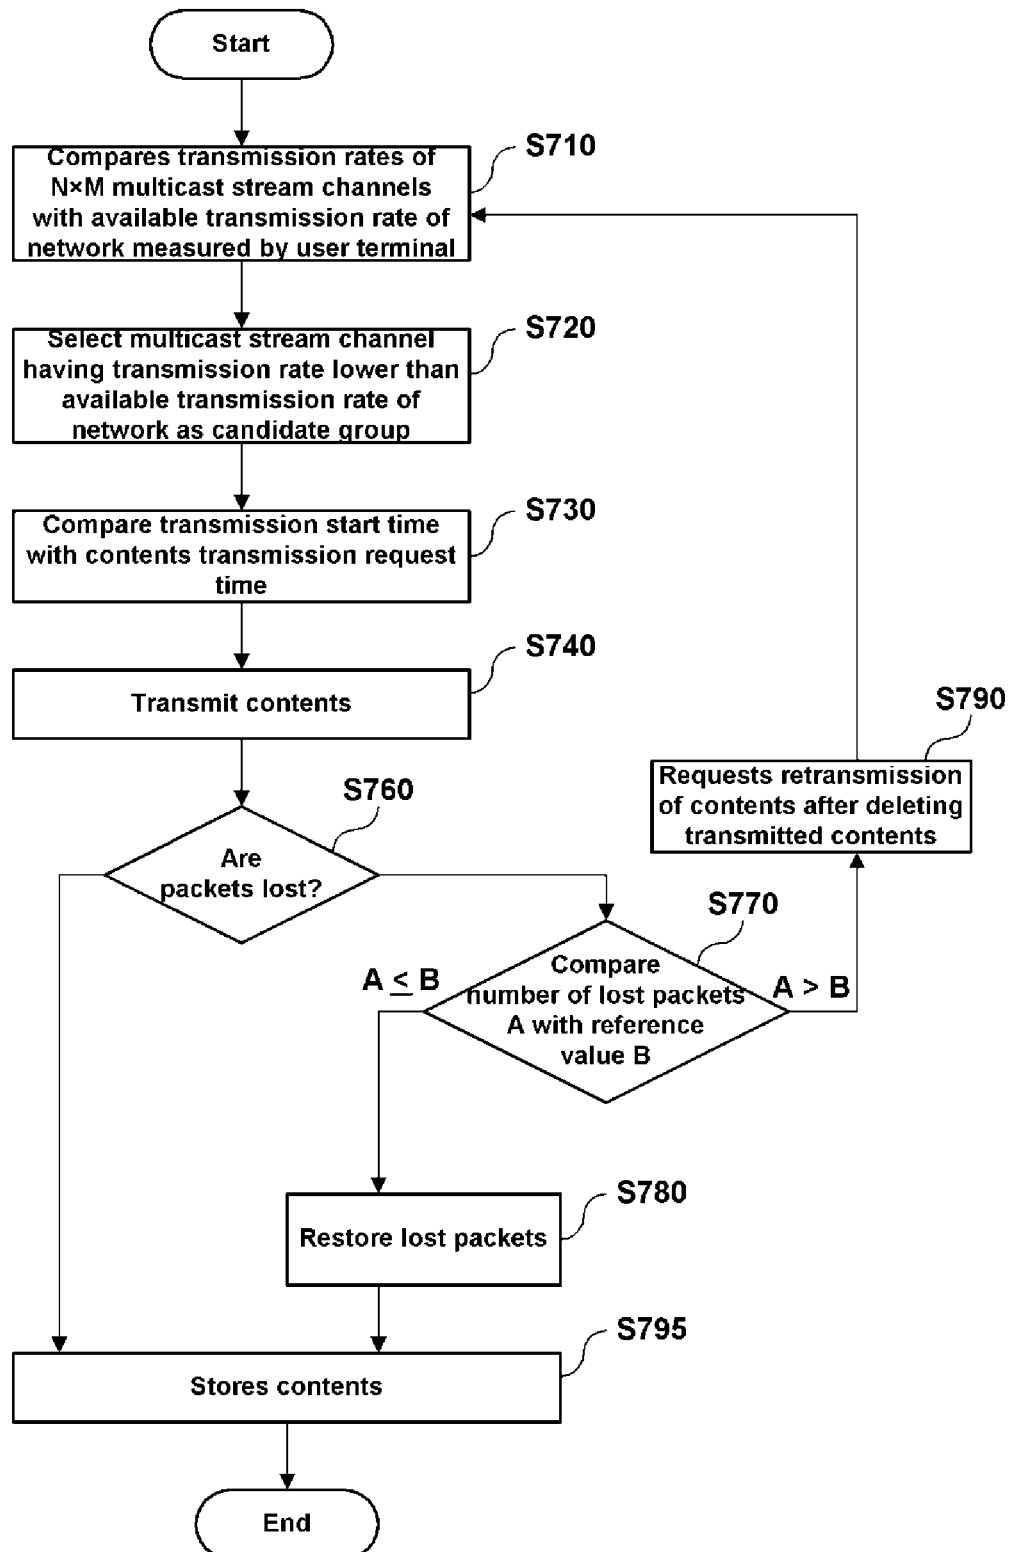 Start
S710
Compares transmission rates of
N×M multicast stream channels
with available transmission rate of
network measured by user terminal
S720
Select multicast stream channel
having transmission rate lower than
available transmission rate of
network as candidate group
S730
Compare transmission start time
with contents transmission request
time
S740
Transmit contents
S790
Requests retransmission
of contents after deleting
transmitted contents
S760
Are
packets lost?
S770
Compare
number of lost packets
A with reference
value B
A ≤ B
A > B
S780
Restore lost packets
S795
Stores contents
End